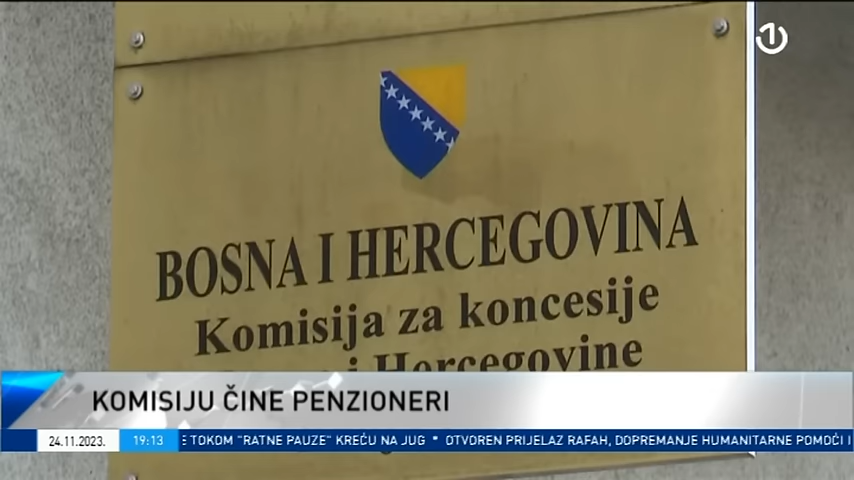 BOSNA I HERCEGOVINA
Komisija za koncesije
i Hercegovine
KOMISIJU ČINE PENZIONERI
24.11.2023. 19:13 E TOKOM "RATNE PAUZE" KREĆU NA JUG * OTVOREN PRIJELAZ RAFAH, DOPREMANJE HUMANITARNE POMOĆI I